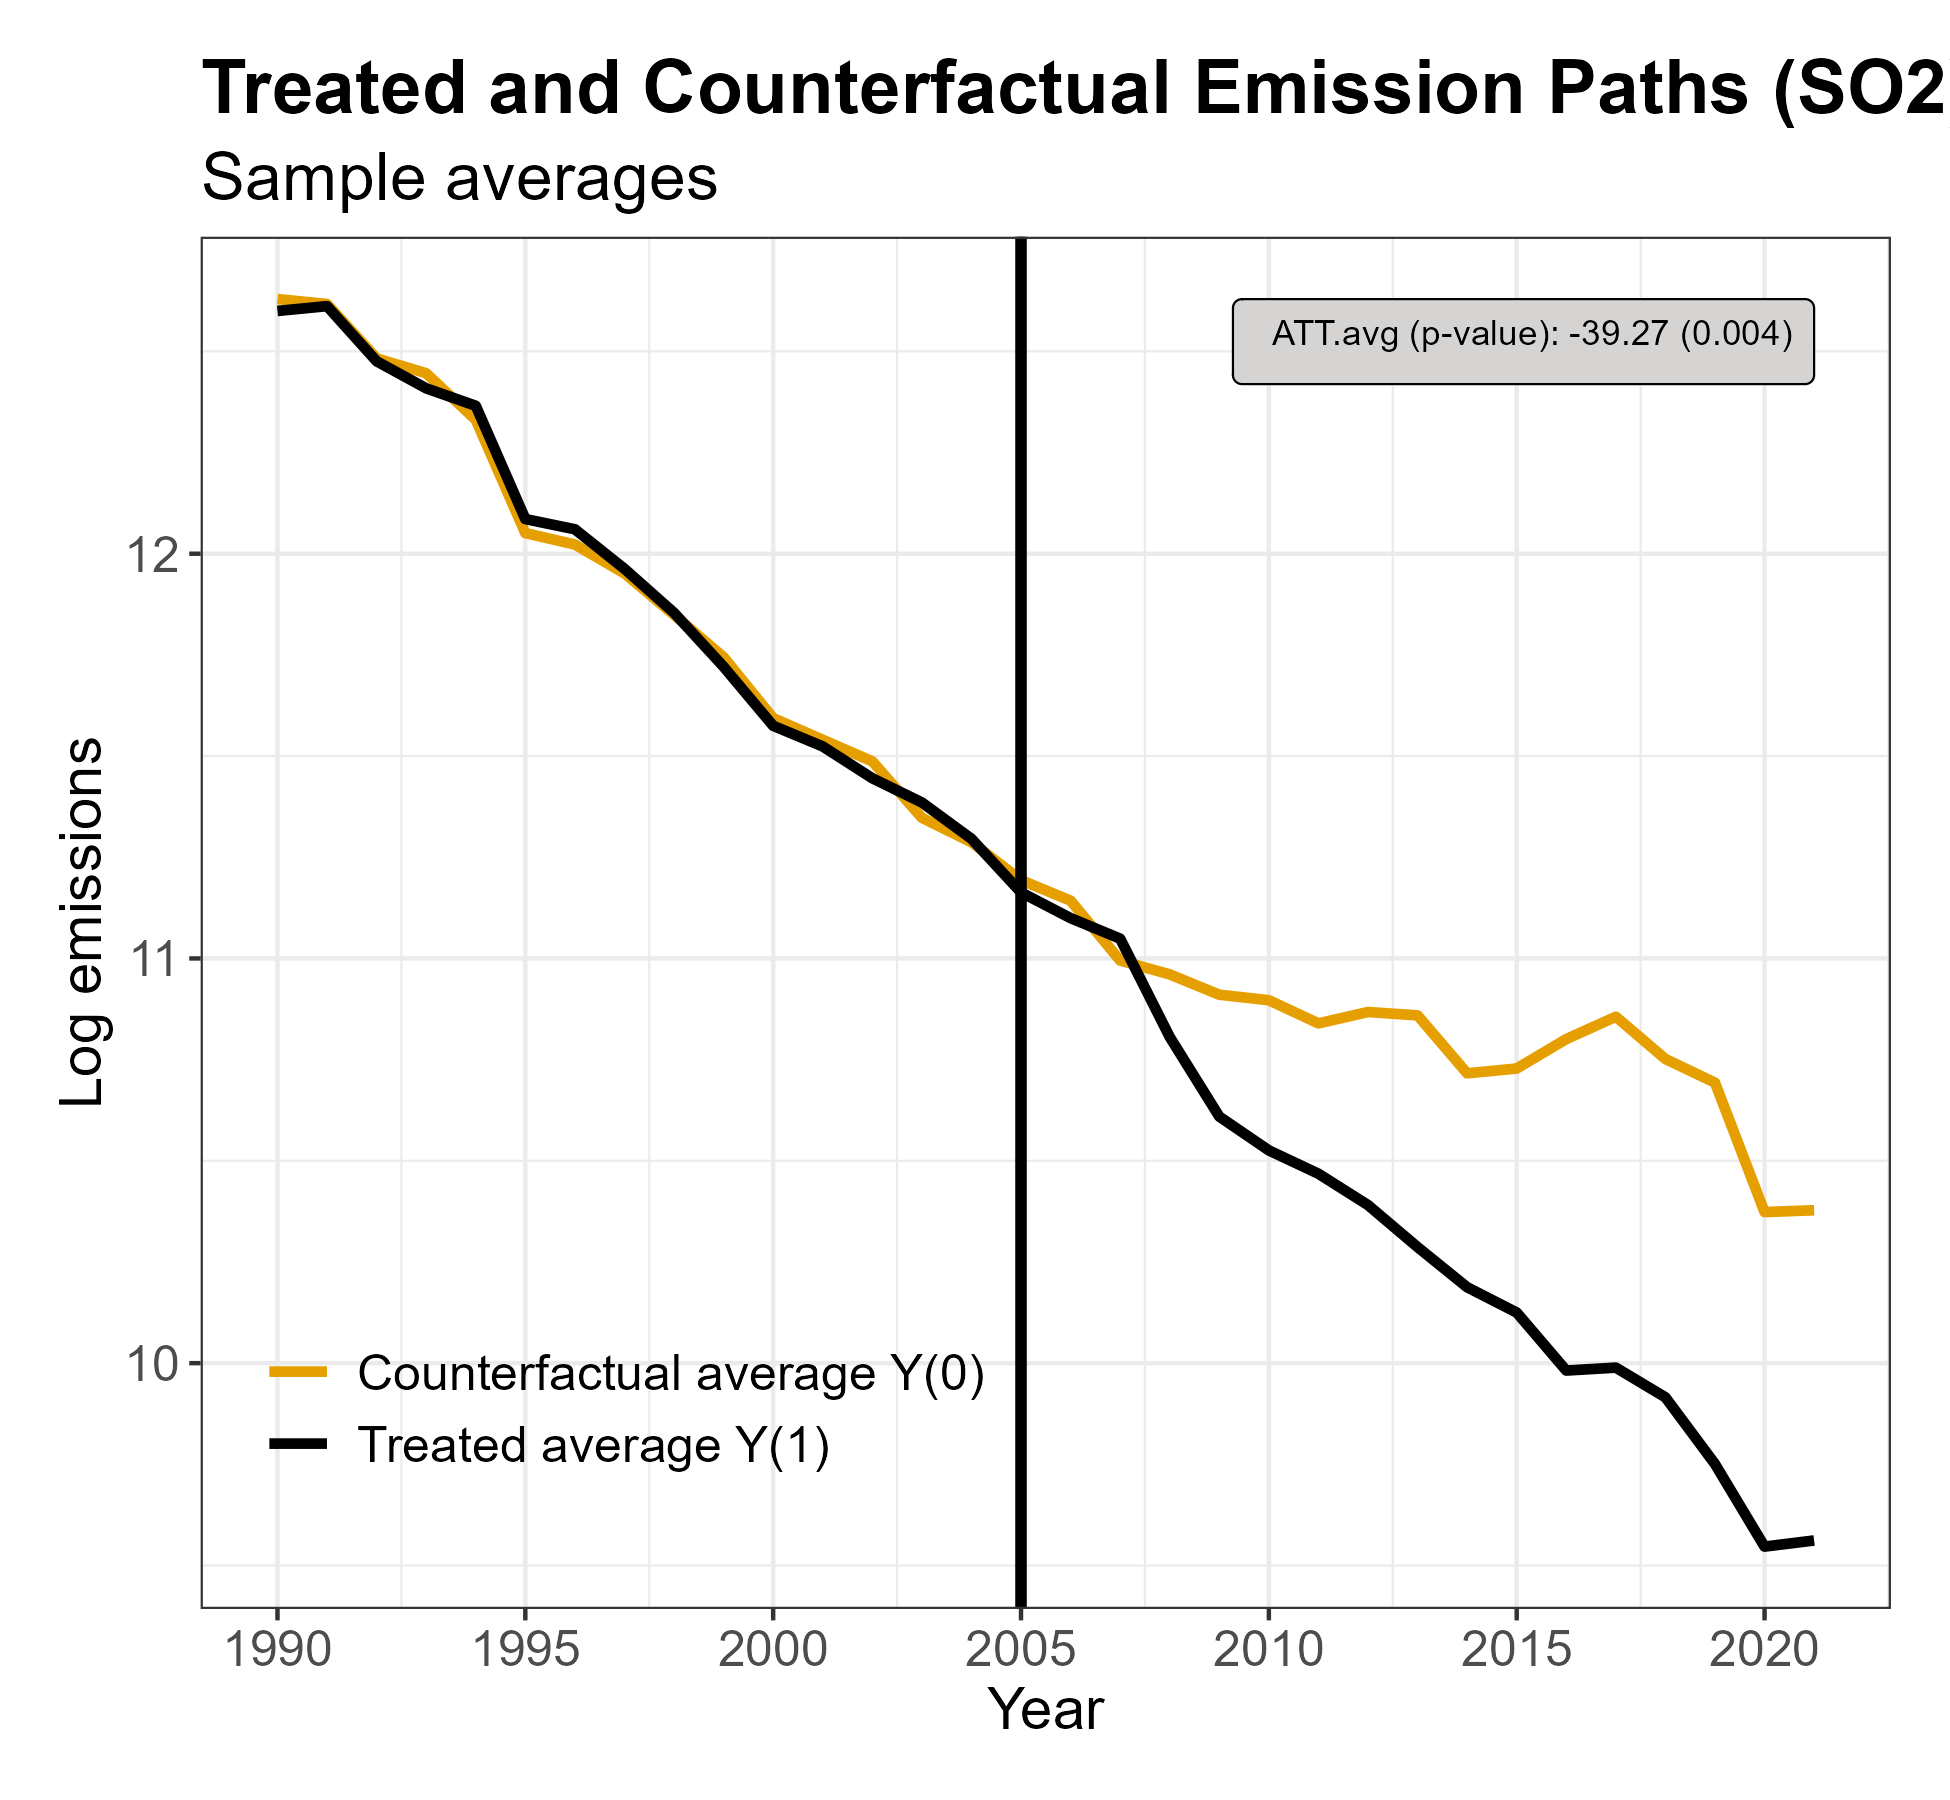 Treated and Counterfactual Emission Paths (SO2
Sample averages
ATT.avg (p-value): -39.27 (0.004)
Log emissions
12
11
10
Counterfactual average Y(0)
Treated average Y(1)
1990 1995 2000 2005 2010 2015 2020
Year